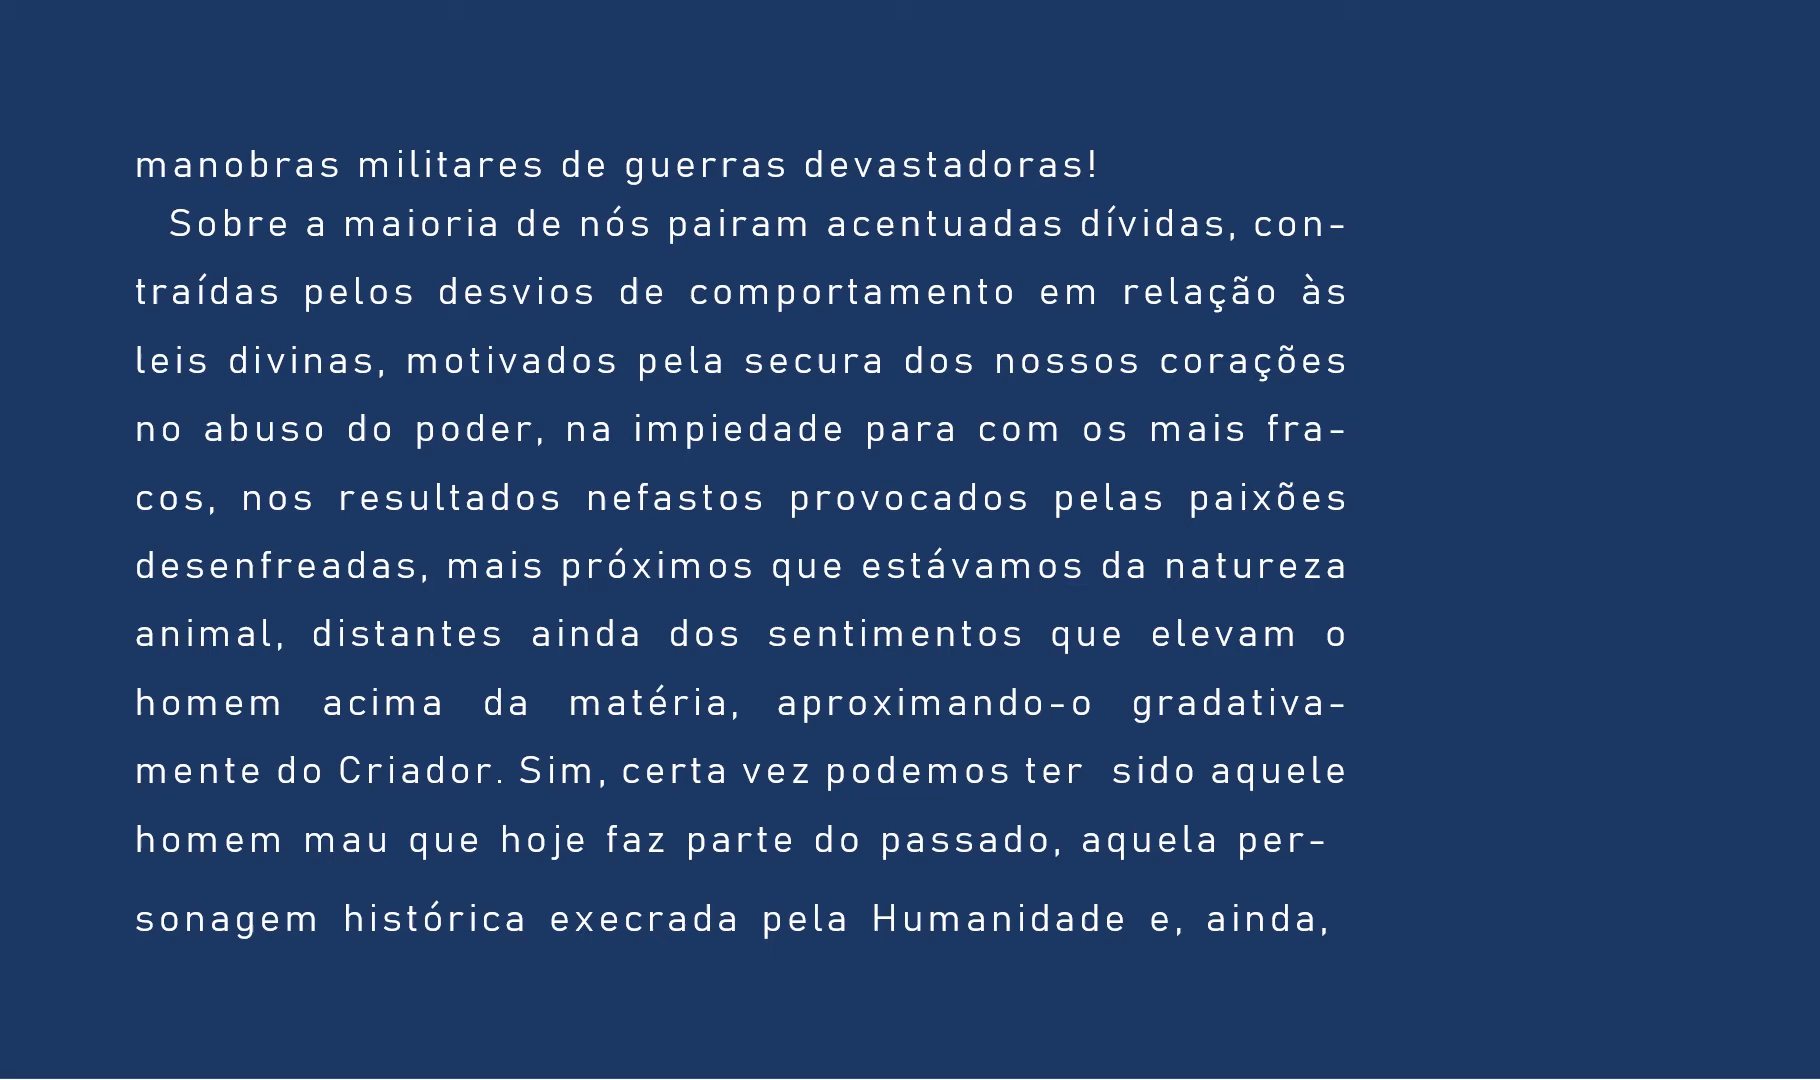 manobras militares de guerras devastadoras!
Sobre a maioria de nós pairam acentuadas dívidas, con-
traídas pelos desvios de comportamento em relação às
leis divinas, motivados pela secura dos nossos corações
no abuso do poder, na impiedade para com os mais fra-
cos, nos resultados nefastos provocados pelas paixões
desenfreadas, mais próximos que estávamos da natureza
animal, distantes ainda dos sentimentos que elevam o
homem acima da matéria, aproximando-o gradativa-
mente do Criador. Sim, certa vez podemos ter sido aquele
homem mau que hoje faz parte do passado, aquela per-
sonagem histórica execrada pela Humanidade e, ainda,